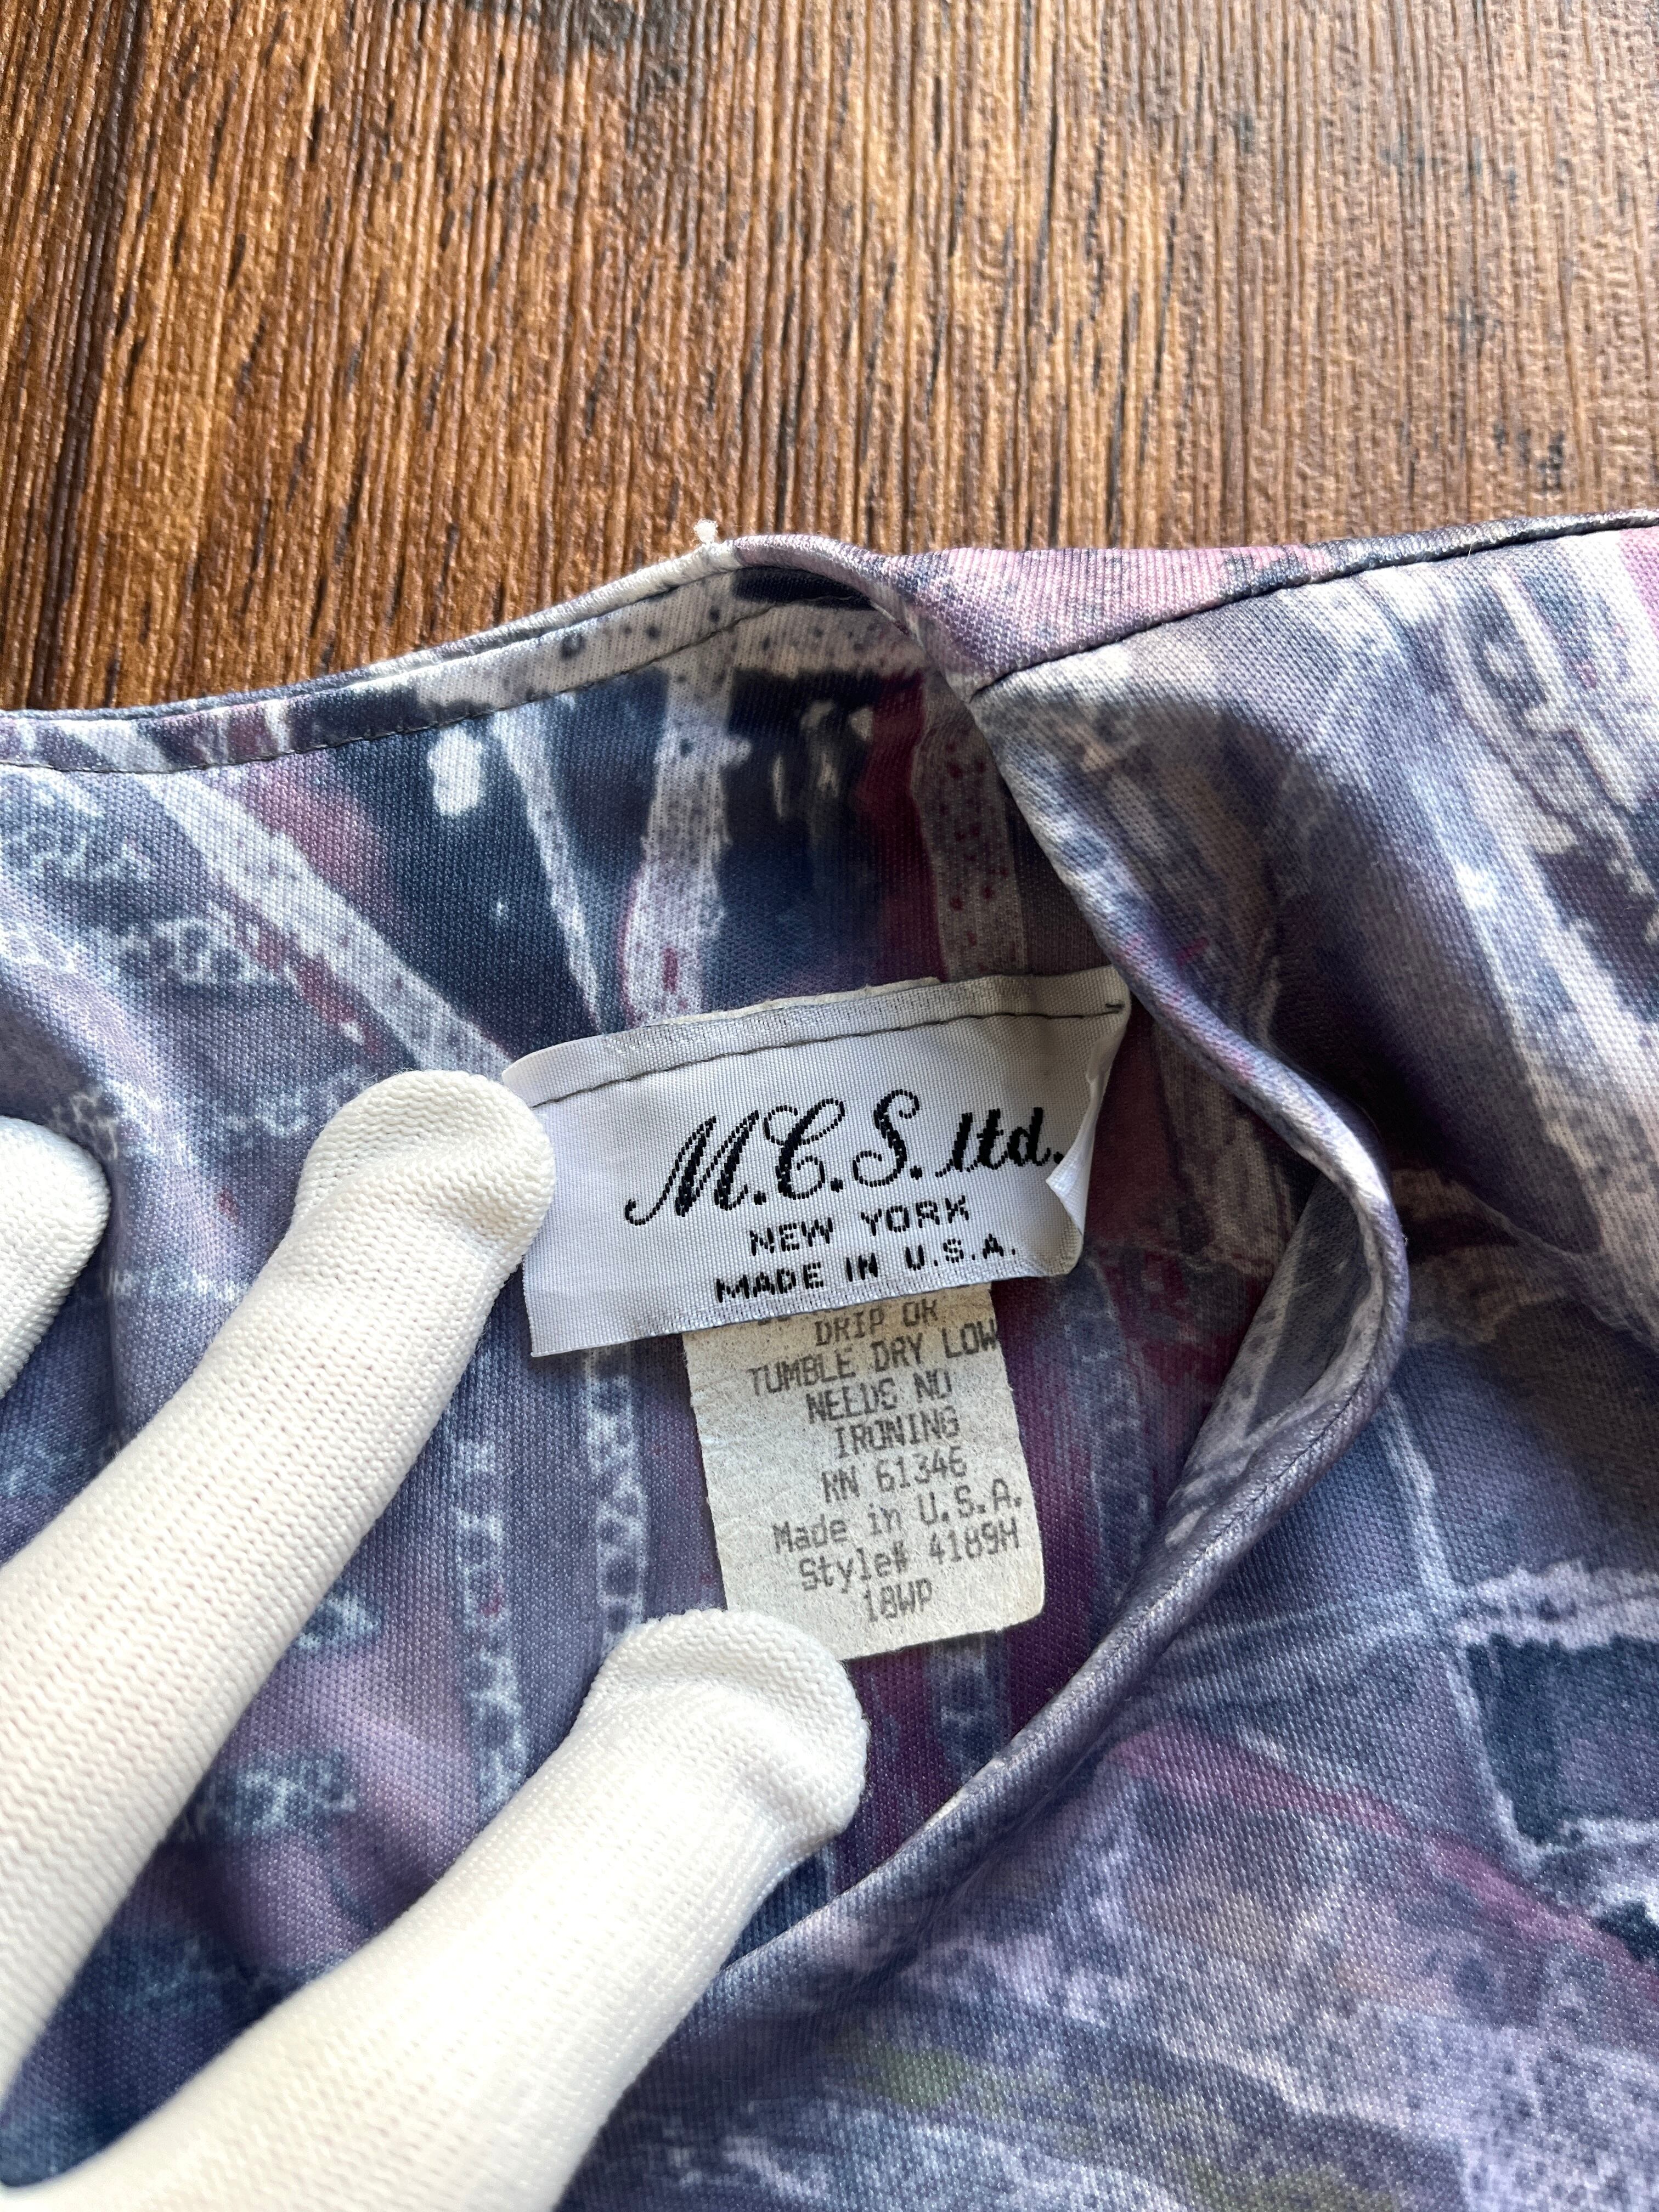 M.C.S. ltd.
NEW YORK
MADE IN U.S.A.
DRIP OR
TUMBLE DRY LOW
NEEDS NO
IRONING
RN 61346
Made in U.S.A.
Style# 4189H
18WP